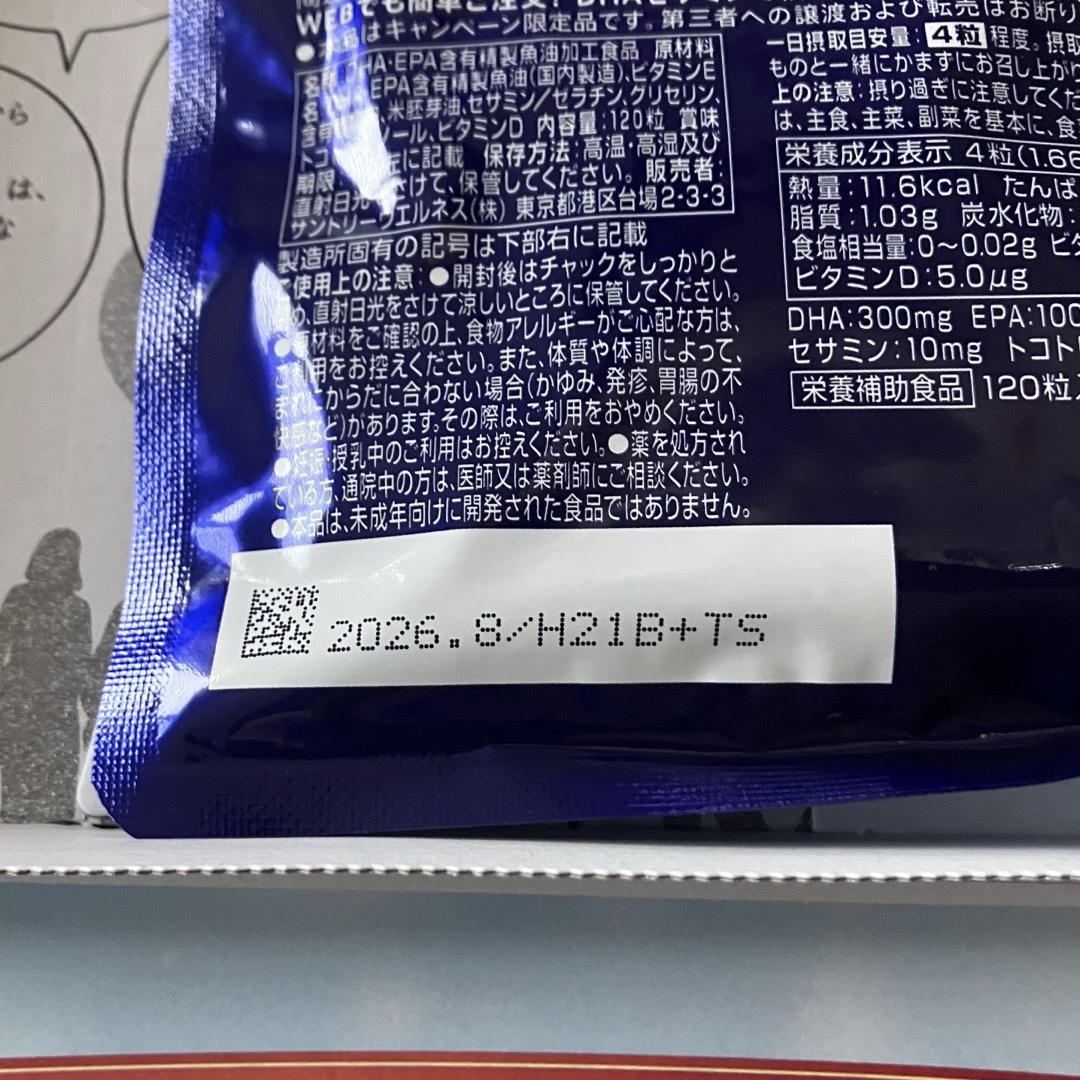 から
は、
な
WEBでも簡単ご注文! DHA
●本品はキャンペーン限定品です。第三者への譲渡および転売はお断り
名称:DHA・EPA含有精製魚油加工食品 原材料
EPA含有精製魚油(国内製造)、ビタミンE
米胚芽油、セサミン/ゼラチン、グリセリン、
ール、ビタミンD 内容量:120粒 賞味
期限 に記載 保存方法:高温・高湿及び
直射日光 さけて、保管してください。 販売者:
サントリーウエルネス(株) 東京都港区台場2-3-3
製造所固有の記号は下部右に記載
ご使用上の注意:●開封後はチャックをしっかりと
め、直射日光をさけて涼しいところに保管してください。
●原材料をご確認の上、食物アレルギーがご心配な方は、
ご利用をお控えください。また、体質や体調によって、
まれにからだに合わない場合(かゆみ、発疹、胃腸の不
快感など)があります。その際は、ご利用をおやめください。
●妊娠・授乳中のご利用はお控えください。●薬を処方され
ている方、通院中の方は、医師又は薬剤師にご相談ください。
●本品は、未成年向けに開発された食品ではありません。
一日摂取目安量:4粒程度。摂取
ものと一緒にかまずにお召し上がり
上の注意:摂り過ぎに注意してくだ
は、主食、主菜、副菜を基本に、食
栄養成分表示 4粒(1.66
熱量:11.6kcal たんぱ
脂質:1.03g 炭水化物:
食塩相当量:0〜0.02g ビタ
ビタミンD:5.0μg
DHA:300mg EPA:100
セサミン:10mg トコト
栄養補助食品 120粒入
2026.8/H21B+TS